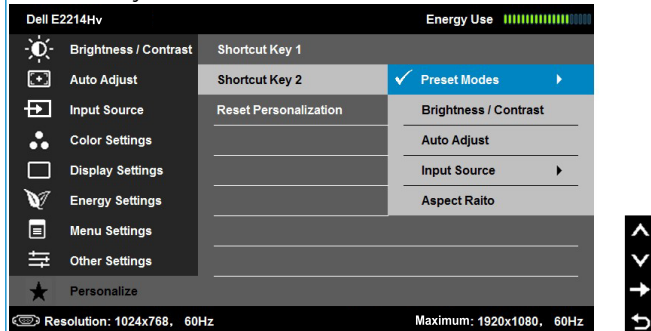 Dell E2214Hv Energy Use
Brightness / Contrast
Auto Adjust
Input Source
Color Settings
Display Settings
Energy Settings
Menu Settings
Other Settings
Personalize
Shortcut Key 1
Shortcut Key 2
Reset Personalization
Preset Modes
Brightness / Contrast
Auto Adjust
Input Source
Aspect Raito
Resolution: 1024x768, 60Hz Maximum: 1920x1080, 60Hz